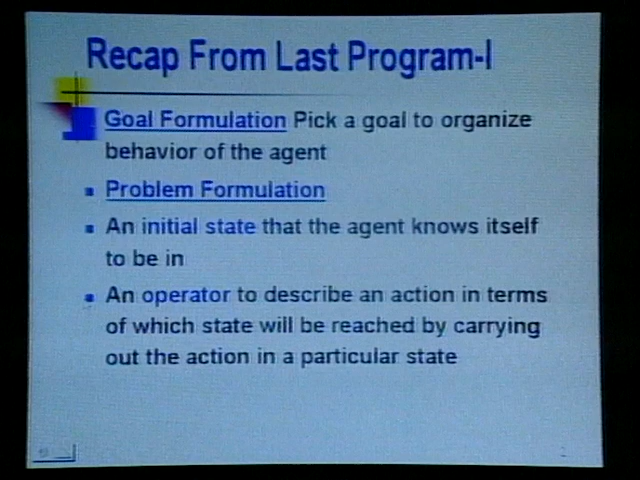 Recap From Last Program-I
Goal Formulation Pick a goal to organize
behavior of the agent
Problem Formulation
An initial state that the agent knows itself
to be in
An operator to describe an action in terms
of which state will be reached by carrying
out the action in a particular state